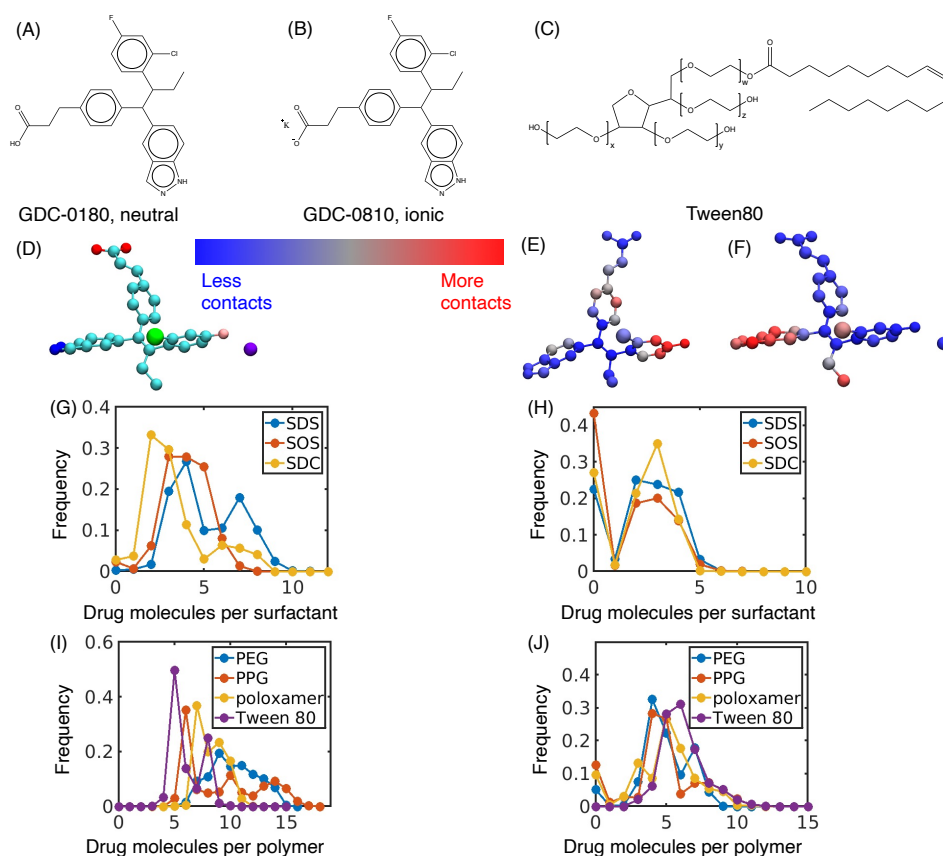 (A)
(B)
(C)
F
Cl
O
HO
N
NH
F
Cl
O
K
+
O
-
N
NH
O
O
w
O
O
O
OH
z
HO
O
x
O
O
OH
y
GDC-0180, neutral
GDC-0810, ionic
Tween80
(D)
(E)
(F)
Less
contacts
More
contacts
(G)
0.4
0.3
0.2
0.1
0
0 5 10
Frequency
SDS
SOS
SDC
Drug molecules per surfactant
(H)
0.4
0.3
0.2
0.1
0
0 5 10
Frequency
SDS
SOS
SDC
Drug molecules per surfactant
(I)
0.6
0.4
0.2
0
0 5 10 15
Frequency
PEG
PPG
poloxamer
Tween 80
Drug molecules per polymer
(J)
0.5
0.4
0.3
0.2
0.1
0
0 5 10 15
Frequency
PEG
PPG
poloxamer
Tween 80
Drug molecules per polymer